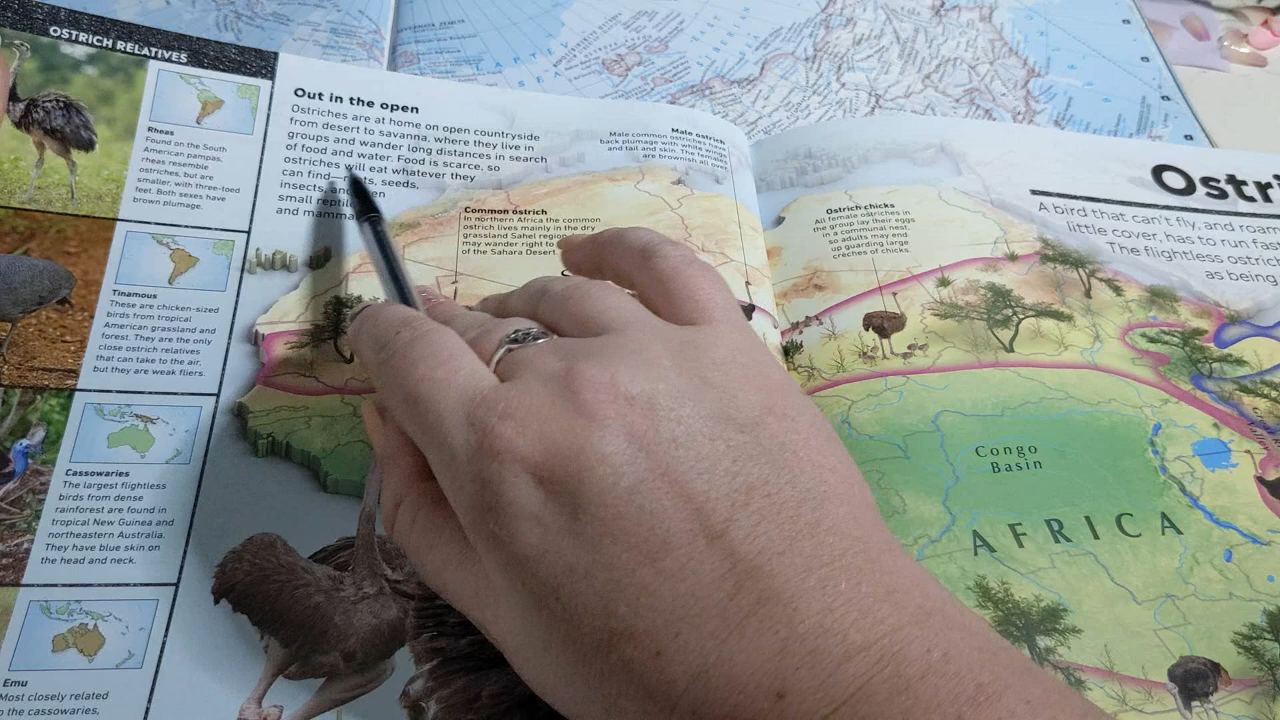 OSTRICH RELATIVES
Rheas
Found on the South
American pampas,
rheas resemble
ostriches, but are
smaller, with three-toed
feet. Both sexes have
brown plumage.
Tinamous
These are chicken-sized
birds from tropical
American grassland and
forest. They are the only
close ostrich relatives
that can take to the air,
but they are weak fliers.
Cassowaries
The largest flightless
birds from dense
rainforest are found in
tropical New Guinea and
northeastern Australia.
They have blue skin on
the head and neck.
Emu
Most closely related
to the cassowaries,
Out in the open
Ostriches are at home on open countryside
from desert to savanna, where they live in
groups and wander long distances in search
of food and water. Food is scarce, so
ostriches will eat whatever they
can find— seeds,
insects,
small
and
Male ostrich
Male common ostriches have
back plumage with white wings
and tail and skin. The females
are brownish all over.
Common ostrich
In northern Africa the common
ostrich lives mainly in the dry
grassland Sahel
may wander right to
of the Sahara Desert.
Ostrich chicks
All female ostriches in
the group lay their eggs
in a communal nest,
so adults may end
up guarding large
crèches of chicks.
Ostri
A bird that can't fly, and roam
little cover, has to run fas
The flightless ostrich
as being
Congo
Basin
AFRICA